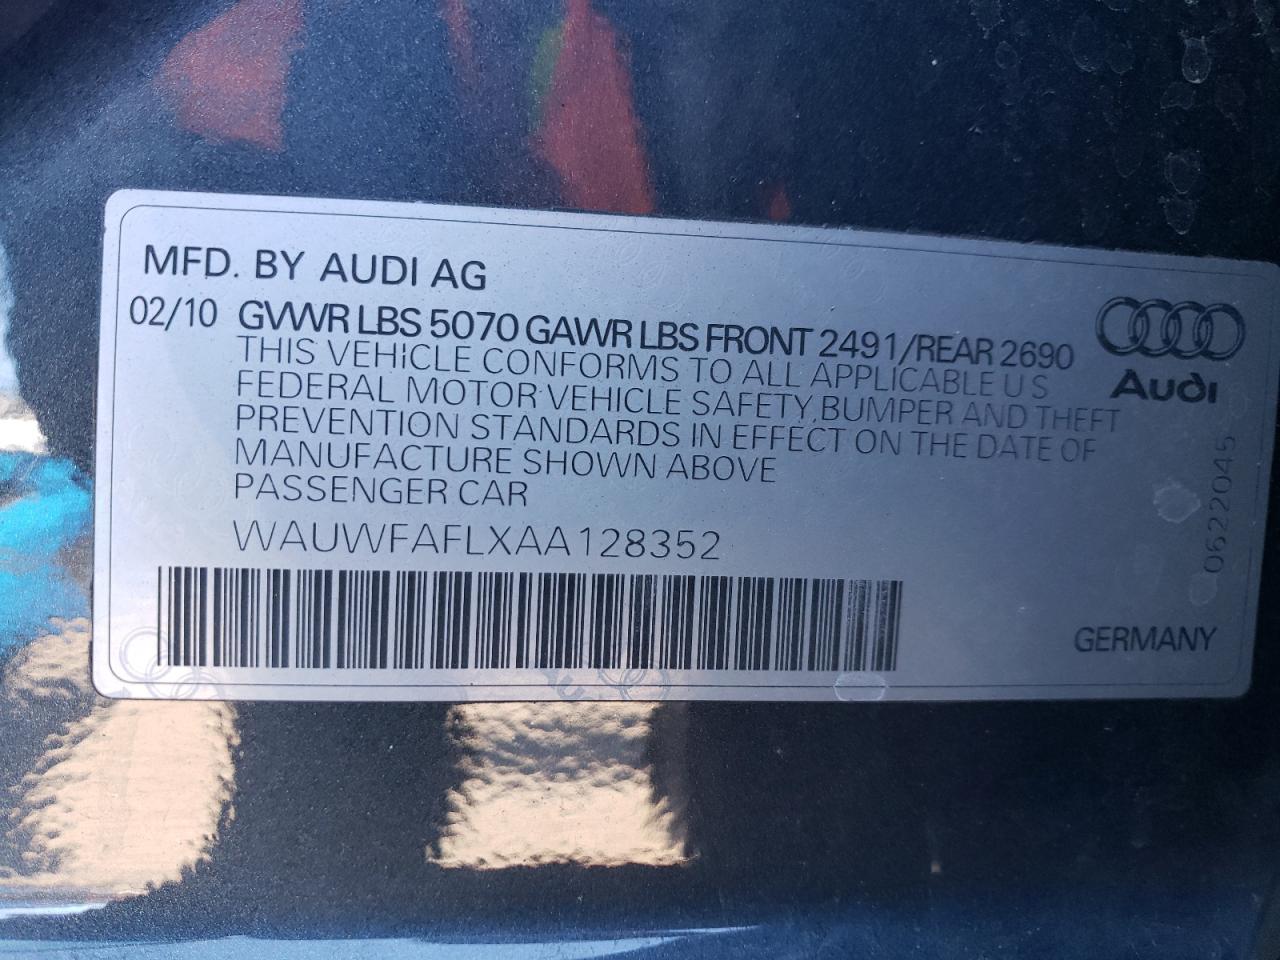 MFD. BY AUDI AG
02/10 GVWR LBS 5070 GAWR LBS FRONT 2491/REAR 2690
THIS VEHICLE CONFORMS TO ALL APPLICABLE U S
FEDERAL MOTOR VEHICLE SAFETY, BUMPER AND THEFT
PREVENTION STANDARDS IN EFFECT ON THE DATE OF
MANUFACTURE SHOWN ABOVE
PASSENGER CAR
WAUWFAFLXAA128352
Audi
0622045
GERMANY